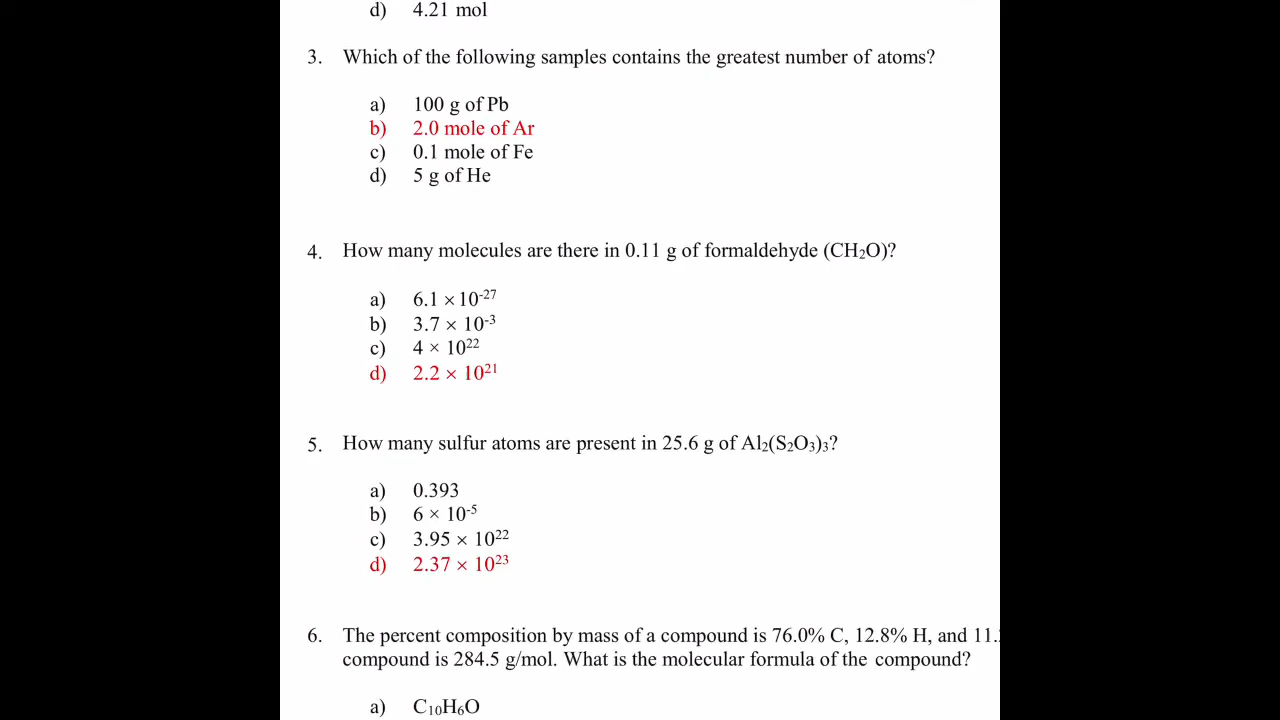 d) 4.21 mol
3. Which of the following samples contains the greatest number of atoms?
a) 100 g of Pb
b) 2.0 mole of Ar
c) 0.1 mole of Fe
d) 5 g of He
4. How many molecules are there in 0.11 g of formaldehyde (CH₂O)?
a) 6.1 × 10⁻²⁷
b) 3.7 × 10⁻³
c) 4 × 10²²
d) 2.2 × 10²¹
5. How many sulfur atoms are present in 25.6 g of Al₂(S₂O₃)₃?
a) 0.393
b) 6 × 10⁻⁵
c) 3.95 × 10²²
d) 2.37 × 10²³
6. The percent composition by mass of a compound is 76.0% C, 12.8% H, and 11.
compound is 284.5 g/mol. What is the molecular formula of the compound?
a) C₁₀H₆O